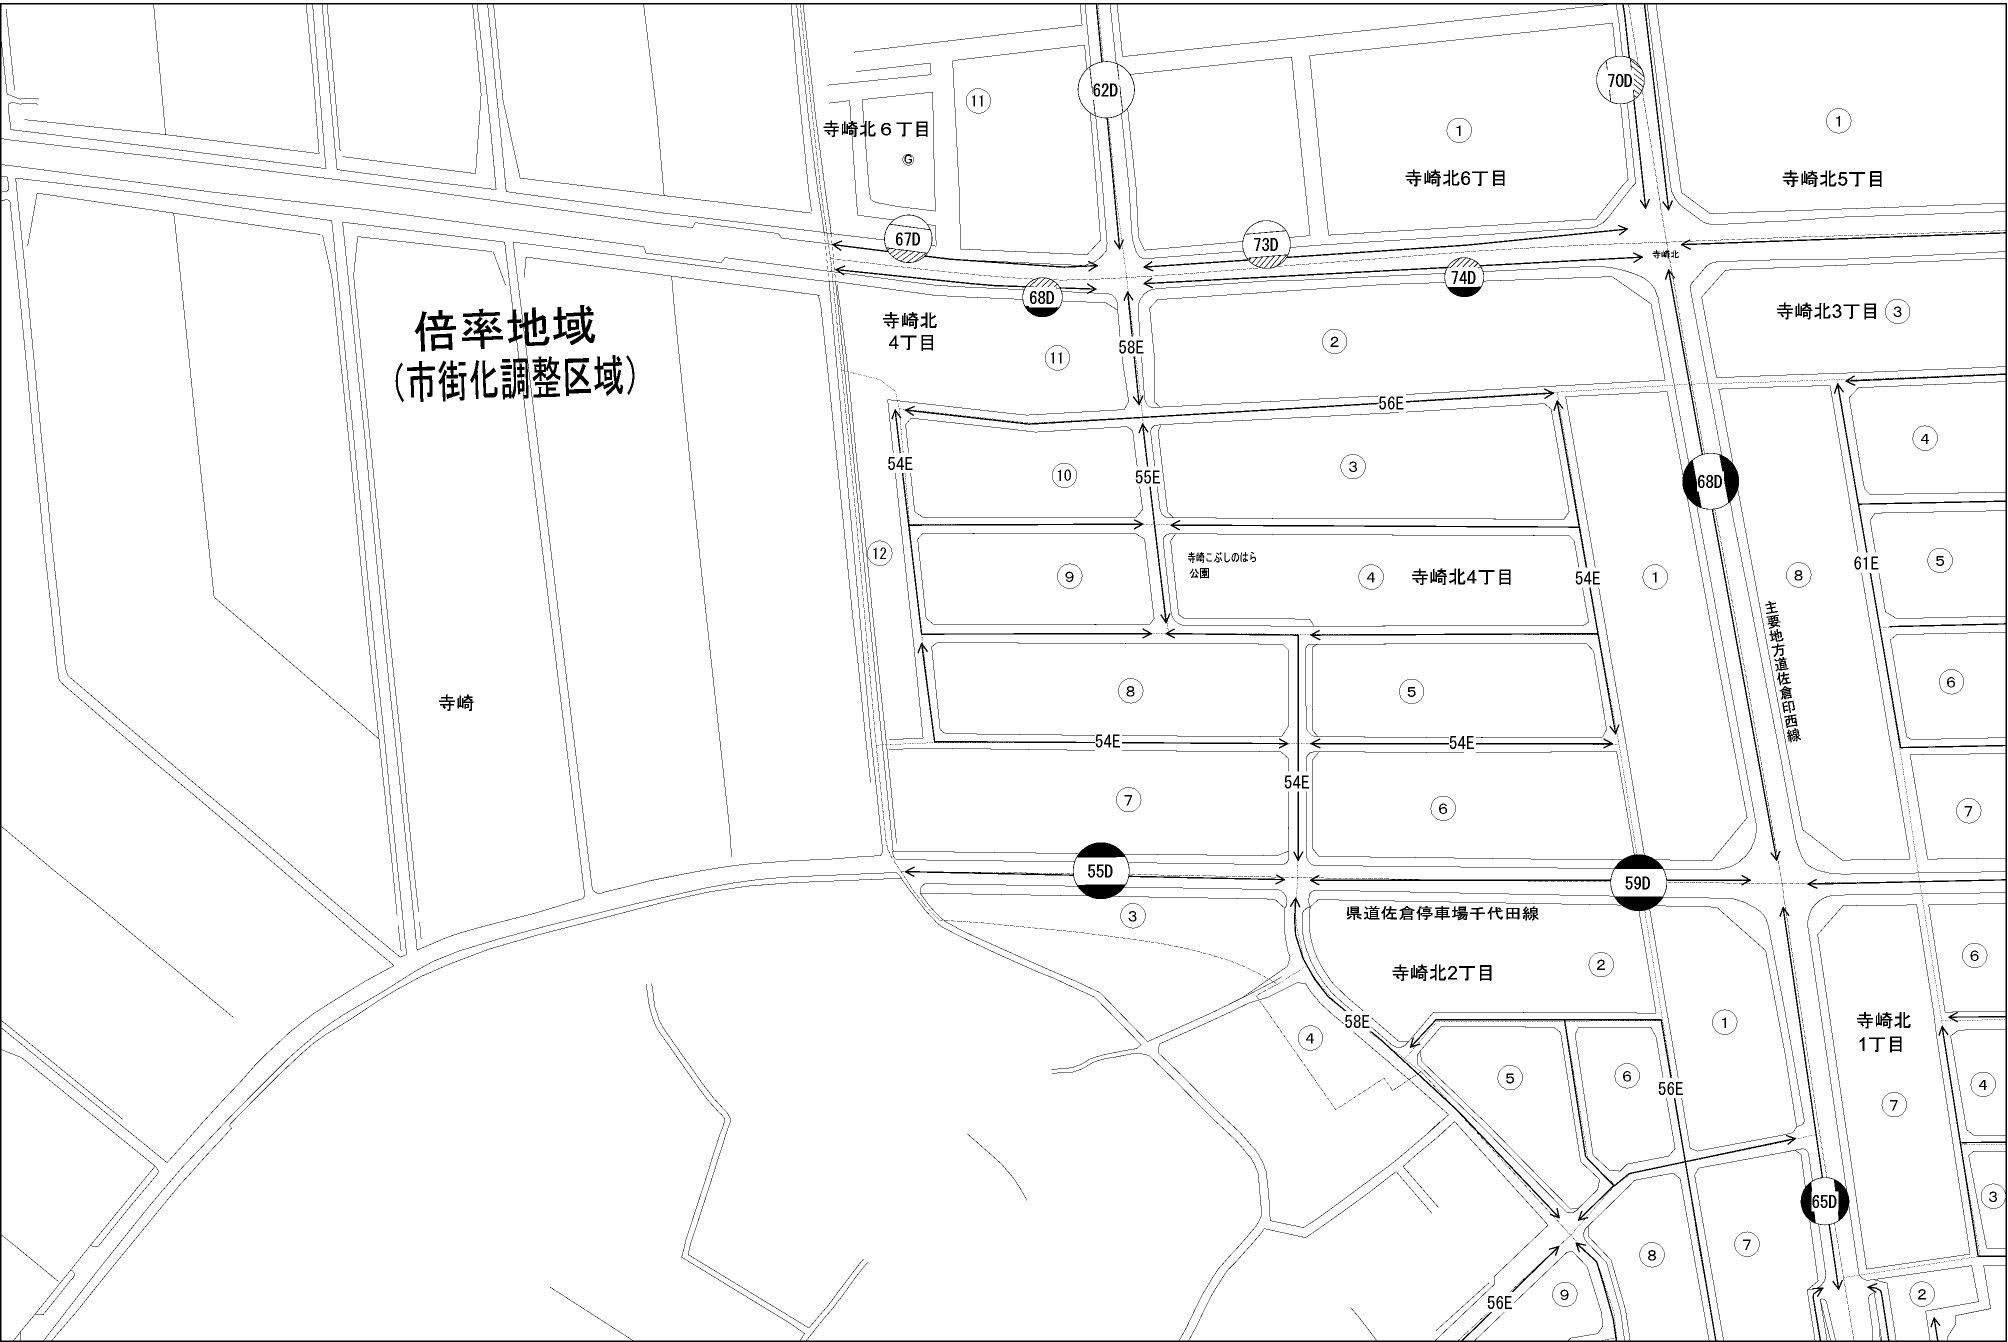 62D
70D
⑪
①
①
寺崎北６丁目
G
寺崎北6丁目
寺崎北5丁目
67D
73D
寺崎北
68D
74D
倍率地域
(市街化調整区域)
寺崎北
4丁目
⑪
58E
②
寺崎北3丁目
③
56E
54E
⑩
55E
③
68D
④
⑫
⑨
寺崎こぶしのはら
公園
④
寺崎北4丁目
54E
①
⑧
61E
⑤
主要地方道佐倉印西線
寺崎
⑧
⑤
⑥
54E
54E
54E
⑦
⑥
⑦
55D
59D
③
県道佐倉停車場千代田線
寺崎北2丁目
②
⑥
58E
④
①
寺崎北
1丁目
⑤
⑥
56E
④
⑦
65D
③
⑧
⑦
56E
⑨
②